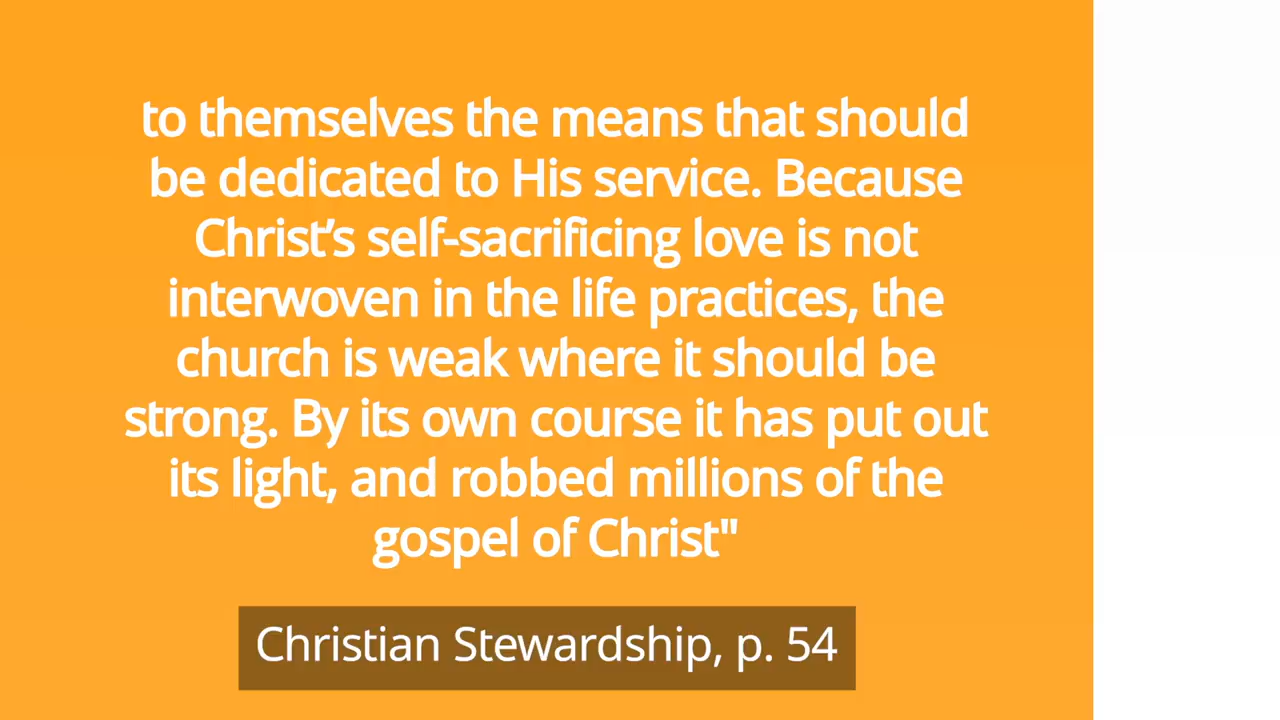 to themselves the means that should
be dedicated to His service. Because
Christ’s self-sacrificing love is not
interwoven in the life practices, the
church is weak where it should be
strong. By its own course it has put out
its light, and robbed millions of the
gospel of Christ"
Christian Stewardship, p. 54